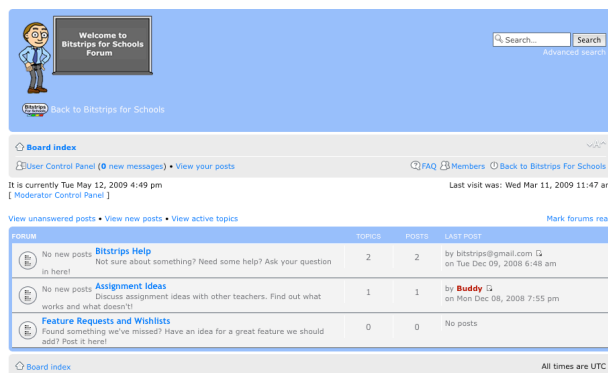 Welcome to
Bitstrips for Schools
Forum
Search...
Search
Advanced search
Bitstrips
Back to Bitstrips for Schools
Board index
User Control Panel (0 new messages) • View your posts
FAQ Members Back to Bitstrips For Schools
It is currently Tue May 12, 2009 4:49 pm
Last visit was: Wed Mar 11, 2009 11:47 am
[ Moderator Control Panel ]
View unanswered posts • View new posts • View active topics
Mark forums rea
FORUM TOPICS POSTS LAST POST
No new posts Bitstrips Help
Not sure about something? Need some help? Ask your question
in here!
2 2
by bitstrips@gmail.com
on Tue Dec 09, 2008 6:48 am
No new posts Assignment Ideas
Discuss assignment ideas with other teachers. Find out what
works and what doesn't!
1 1
by Buddy
on Mon Dec 08, 2008 7:55 pm
Feature Requests and Wishlists
Found something we've missed? Have an idea for a great feature we should
add? Post it here!
0 0
No posts
Board index
All times are UTC